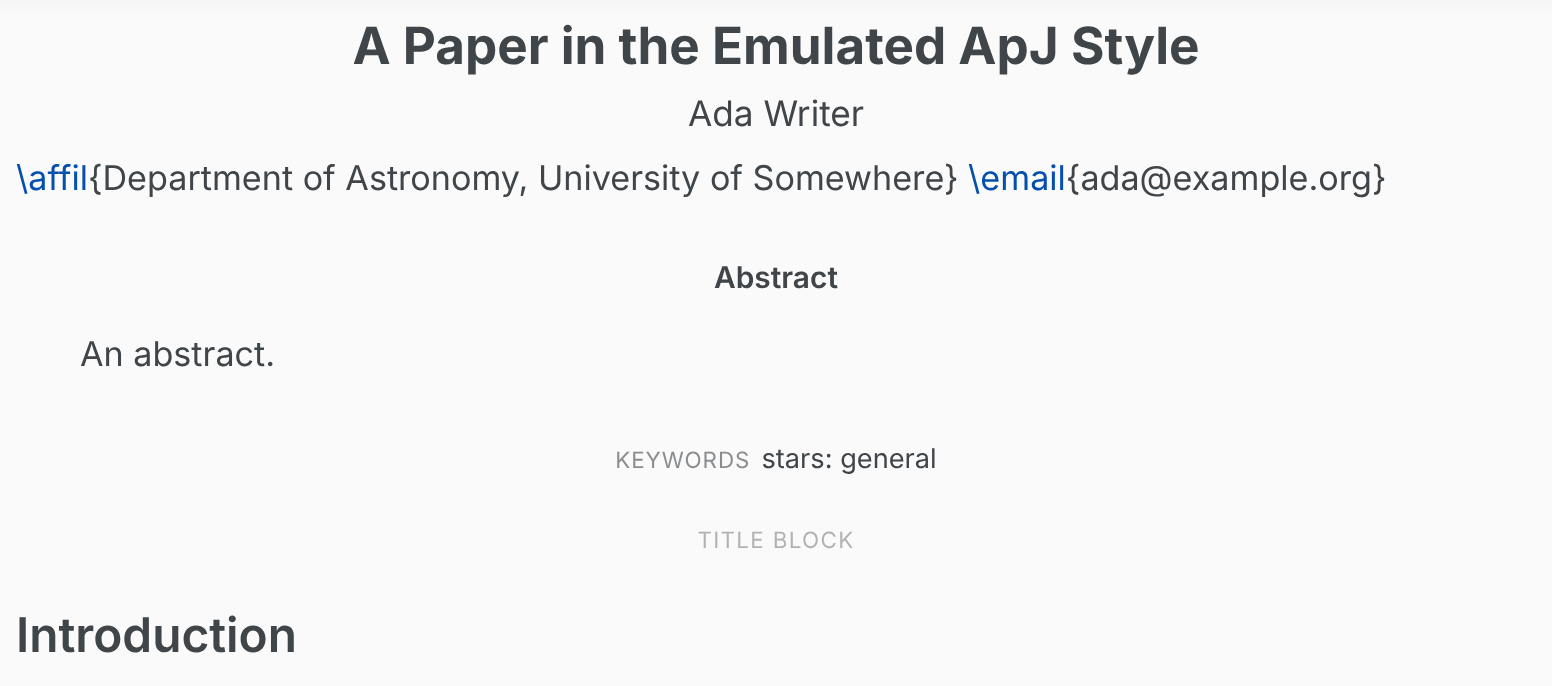 A Paper in the Emulated ApJ Style
Ada Writer
\affil{Department of Astronomy, University of Somewhere} \email{ada@example.org}
Abstract
An abstract.
KEYWORDS stars: general
TITLE BLOCK
Introduction